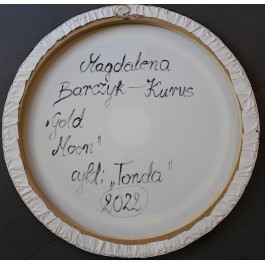 Magdalena
Barczyk-Kurus
„Gold
Moon"
cykl: „Tonda"
2022